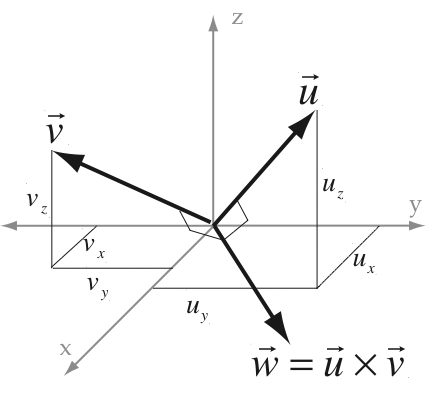 z
u⃗
v⃗
u_z
v_z
y
v_x
u_x
v_y
u_y
x
w⃗ = u⃗ × v⃗